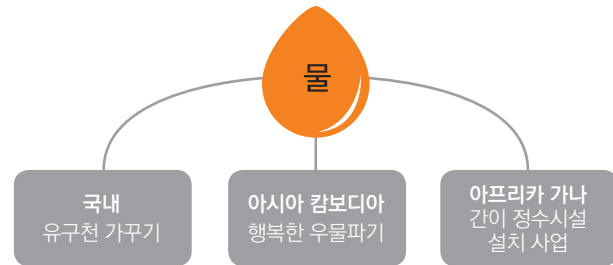 물
국내
유구천 가꾸기
아시아 캄보디아
행복한 우물파기
아프리카 가나
간이 정수시설
설치 사업